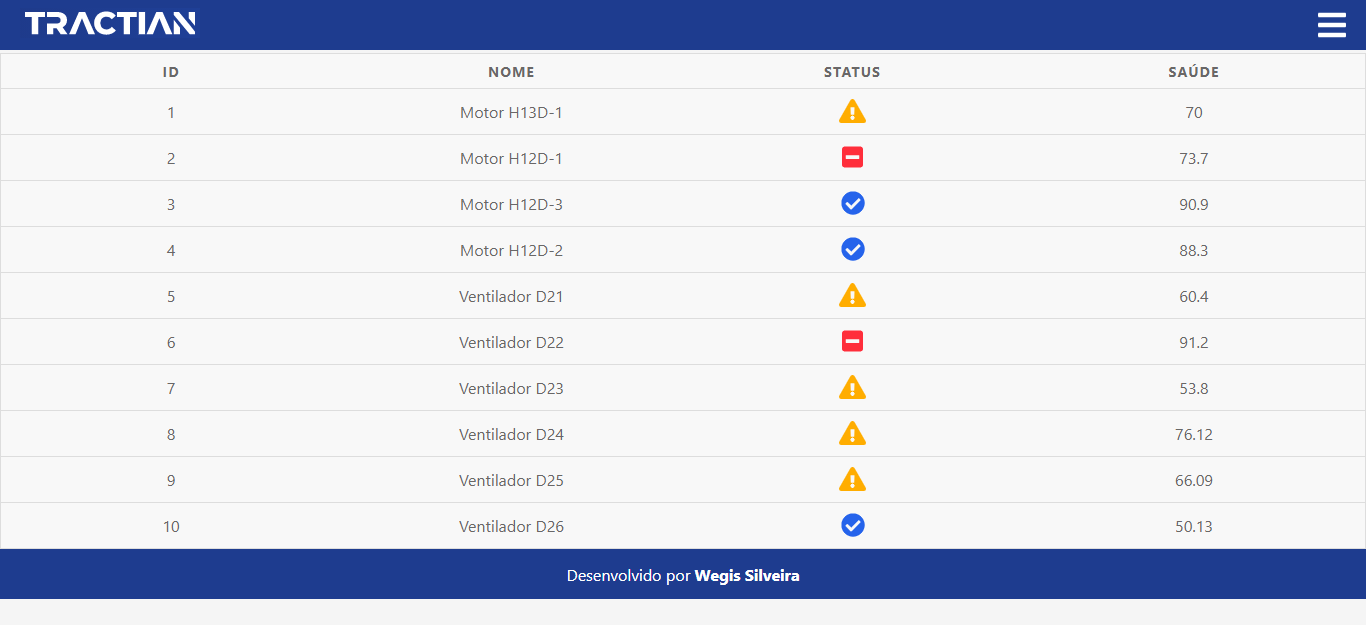 TRACTIAN
ID NOME STATUS SAÚDE
1 Motor H13D-1 70
2 Motor H12D-1 73.7
3 Motor H12D-3 90.9
4 Motor H12D-2 88.3
5 Ventilador D21 60.4
6 Ventilador D22 91.2
7 Ventilador D23 53.8
8 Ventilador D24 76.12
9 Ventilador D25 66.09
10 Ventilador D26 50.13
Desenvolvido por Wegis Silveira